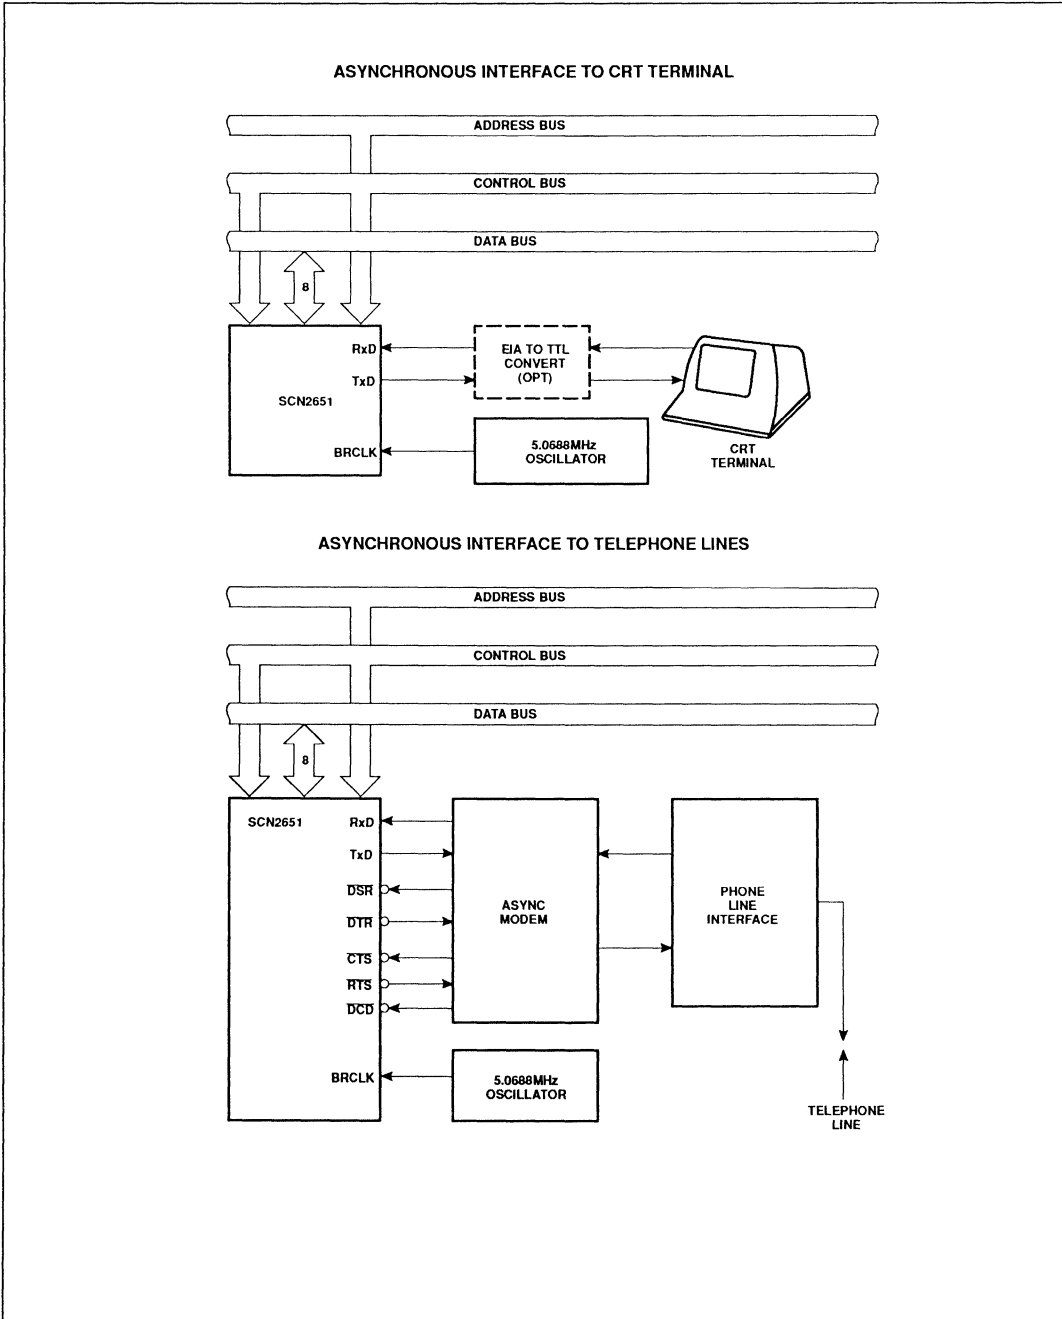 ASYNCHRONOUS INTERFACE TO CRT TERMINAL
ADDRESS BUS
CONTROL BUS
DATA BUS
8
RxD
TxD
SCN2651
BRCLK
EIA TO TTL
CONVERT
(OPT)
5.0688MHz
OSCILLATOR
CRT
TERMINAL
ASYNCHRONOUS INTERFACE TO TELEPHONE LINES
ADDRESS BUS
CONTROL BUS
DATA BUS
8
SCN2651
RxD
TxD
DSR
DTR
CTS
RTS
DCD
BRCLK
ASYNC
MODEM
PHONE
LINE
INTERFACE
5.0688MHz
OSCILLATOR
TELEPHONE
LINE